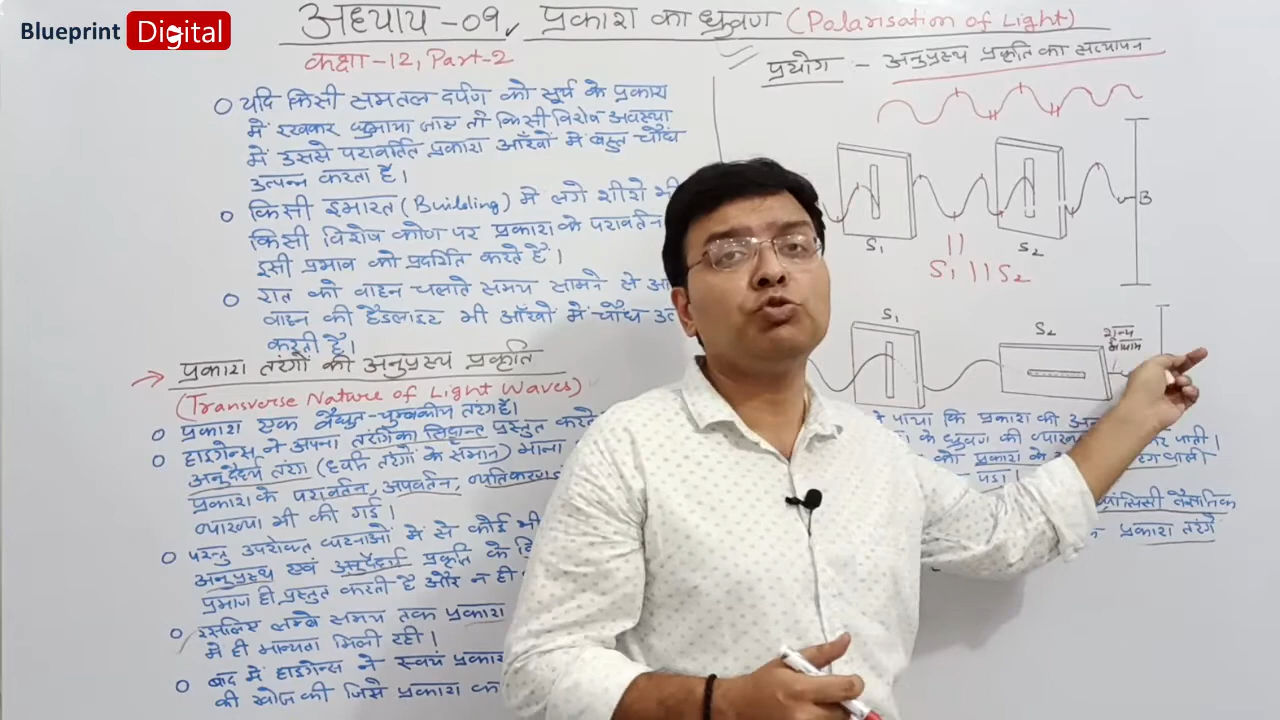 Blueprint Digital
अध्याय -09, प्रकाश का ध्रुवण (Polarisation of Light)
कक्षा -12, Part-2
यदि किसी समतल दर्पण को सूर्य के प्रकाश
में रखकर घुमाया जाए तो किसी विशेष अवस्था
में उससे परावर्तित प्रकाश आँखों में बहुत चौंध
उत्पन्न करता है।
किसी इमारत (Building) में लगे शीशे भी
किसी विशेष कोण पर प्रकाश के परावर्तन
इसी प्रभाव को प्रदर्शित करते हैं।
रात को वाहन चलाते समय सामने से
वाहन की हैडलाइट भी आँखों में चौंध
करती है।
प्रकाश तरंगों की अनुप्रस्थ प्रकृति
(Transverse Nature of Light Waves)
प्रकाश एक वैद्युत-चुम्बकीय तरंग है।
हाइगेन्स ने अपना तरंगिका सिद्धान्त प्रस्तुत करते
अनुदैर्ध्य तरंग (ध्वनि तरंगों के समान) माना
प्रकाश के परावर्तन, अपवर्तन, व्यतिकरण
व्याख्या भी की गई।
परन्तु उपरोक्त घटनाओं में से कोई भी
अनुप्रस्थ एवं अनुदैर्ध्य प्रकृति के
प्रमाण ही प्रस्तुत करती है और न ही
इसलिए लम्बे समय तक प्रकाश
में ही मान्यता मिली रही।
बाद में हाइगेन्स ने स्वयं प्रकाश
की खोज की जिसे प्रकाश का
प्रयोग :- अनुप्रस्थ प्रकृति का सत्यापन
B
S₁
S₂
||
S₁ || S₂
S₁
S₂
शून्य
आयाम
ने पाया कि प्रकाश की
के ध्रुवण की व्याख्या
को प्रकाश के
पड़ा।
वैज्ञानिक
प्रकाश तरंगें